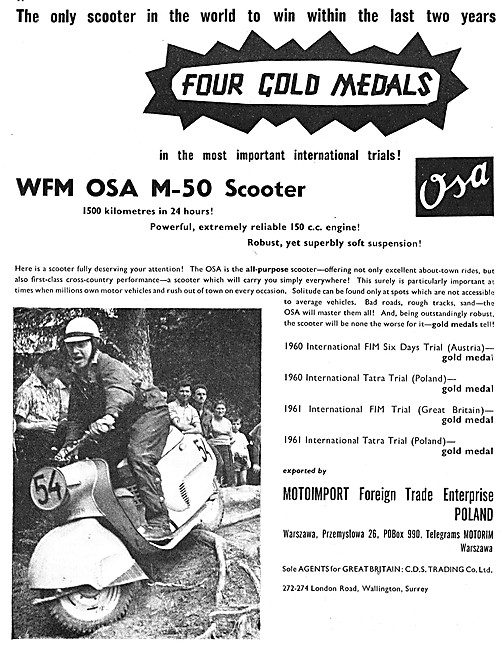 The only scooter in the world to win within the last two years
FOUR GOLD MEDALS
in the most important international trials!
WFM OSA M-50 Scooter
Osa
1500 kilometres in 24 hours!
Powerful, extremely reliable 150 c.c. engine!
Robust, yet superbly soft suspension!
Here is a scooter fully deserving your attention! The OSA is the all-purpose scooter—offering not only excellent about-town rides, but
also first-class cross-country performance—a scooter which will carry you simply everywhere! This surely is particularly important at
times when millions own motor vehicles and rush out of town on every occasion. Solitude can be found only at spots which are not accessible
to average vehicles. Bad roads, rough tracks, sand—the
OSA will master them all! And, being outstandingly robust,
the scooter will be none the worse for it—gold medals tell!
1960 International FIM Six Days Trial (Austria)—
gold medal
1960 International Tatra Trial (Poland)—
gold medal
1961 International FIM Trial (Great Britain)—
gold medal
1961 International Tatra Trial (Poland)—
gold medal
exported by
MOTOIMPORT Foreign Trade Enterprise
POLAND
Warszawa, Przemysłowa 26, POBox 990, Telegrams MOTORIM
Warszawa
Sole AGENTS for GREAT BRITAIN: C.D.S. TRADING Co. Ltd.
272-274 London Road, Wallington, Surrey
54
54